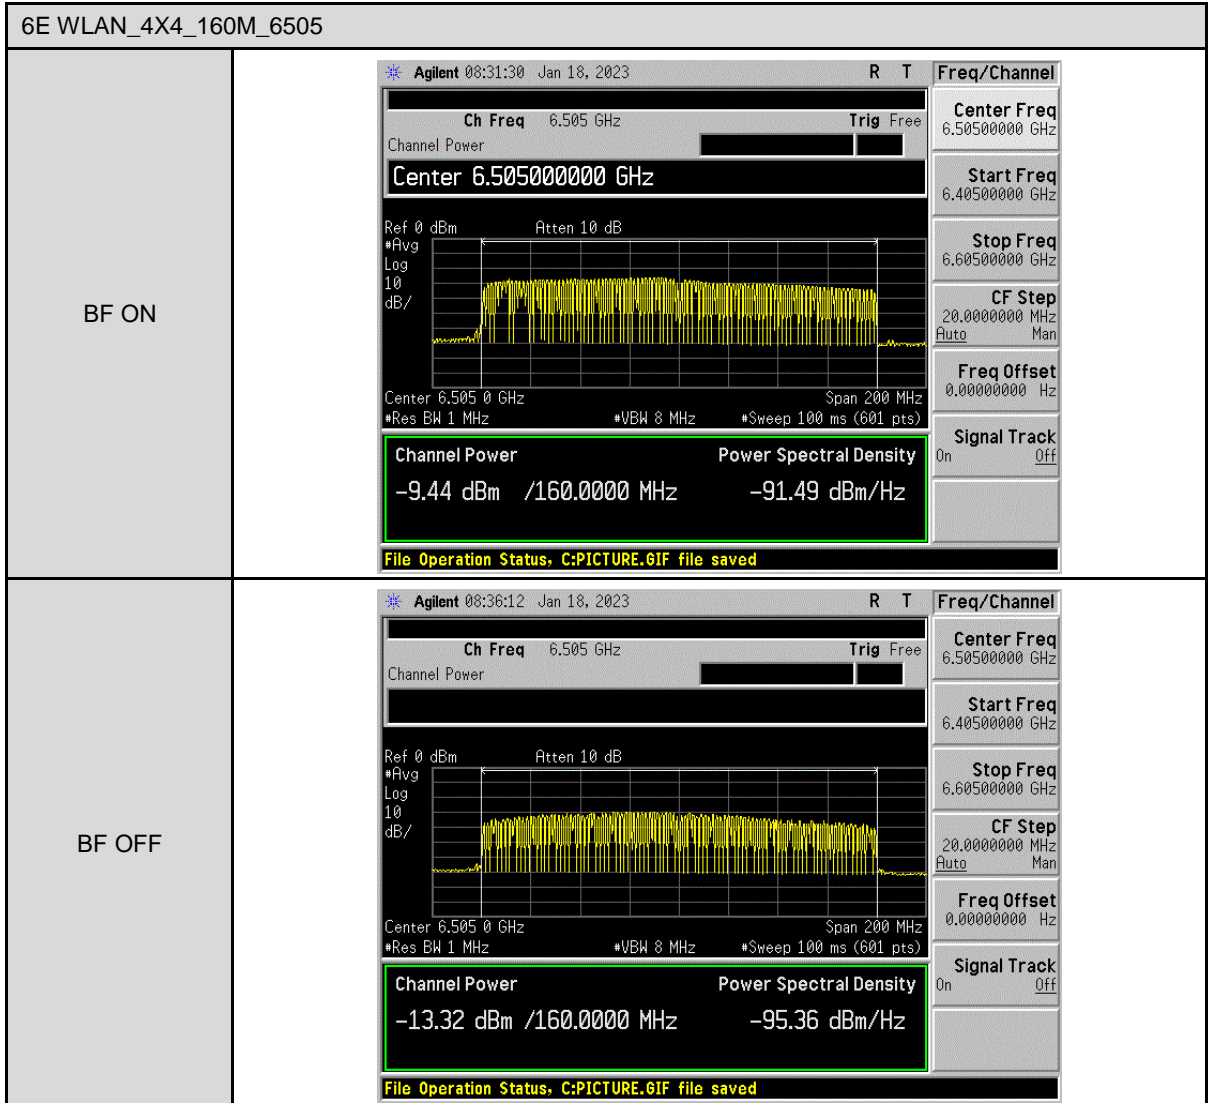 6E WLAN_4X4_160M_6505
BF ON
Agilent 08:31:30 Jan 18, 2023 R T
Ch Freq 6.505 GHz Trig Free
Channel Power
Center 6.505000000 GHz
Ref 0 dBm Atten 10 dB
#Avg
Log
10
dB/
Center 6.505 0 GHz Span 200 MHz
#Res BW 1 MHz #VBW 8 MHz #Sweep 100 ms (601 pts)
Channel Power Power Spectral Density
-9.44 dBm /160.0000 MHz -91.49 dBm/Hz
File Operation Status, C:PICTURE.GIF file saved
Freq/Channel
Center Freq
6.50500000 GHz
Start Freq
6.40500000 GHz
Stop Freq
6.60500000 GHz
CF Step
20.0000000 MHz
Auto Man
Freq Offset
0.00000000 Hz
Signal Track
On Off
BF OFF
Agilent 08:36:12 Jan 18, 2023 R T
Ch Freq 6.505 GHz Trig Free
Channel Power
Ref 0 dBm Atten 10 dB
#Avg
Log
10
dB/
Center 6.505 0 GHz Span 200 MHz
#Res BW 1 MHz #VBW 8 MHz #Sweep 100 ms (601 pts)
Channel Power Power Spectral Density
-13.32 dBm /160.0000 MHz -95.36 dBm/Hz
File Operation Status, C:PICTURE.GIF file saved
Freq/Channel
Center Freq
6.50500000 GHz
Start Freq
6.40500000 GHz
Stop Freq
6.60500000 GHz
CF Step
20.0000000 MHz
Auto Man
Freq Offset
0.00000000 Hz
Signal Track
On Off